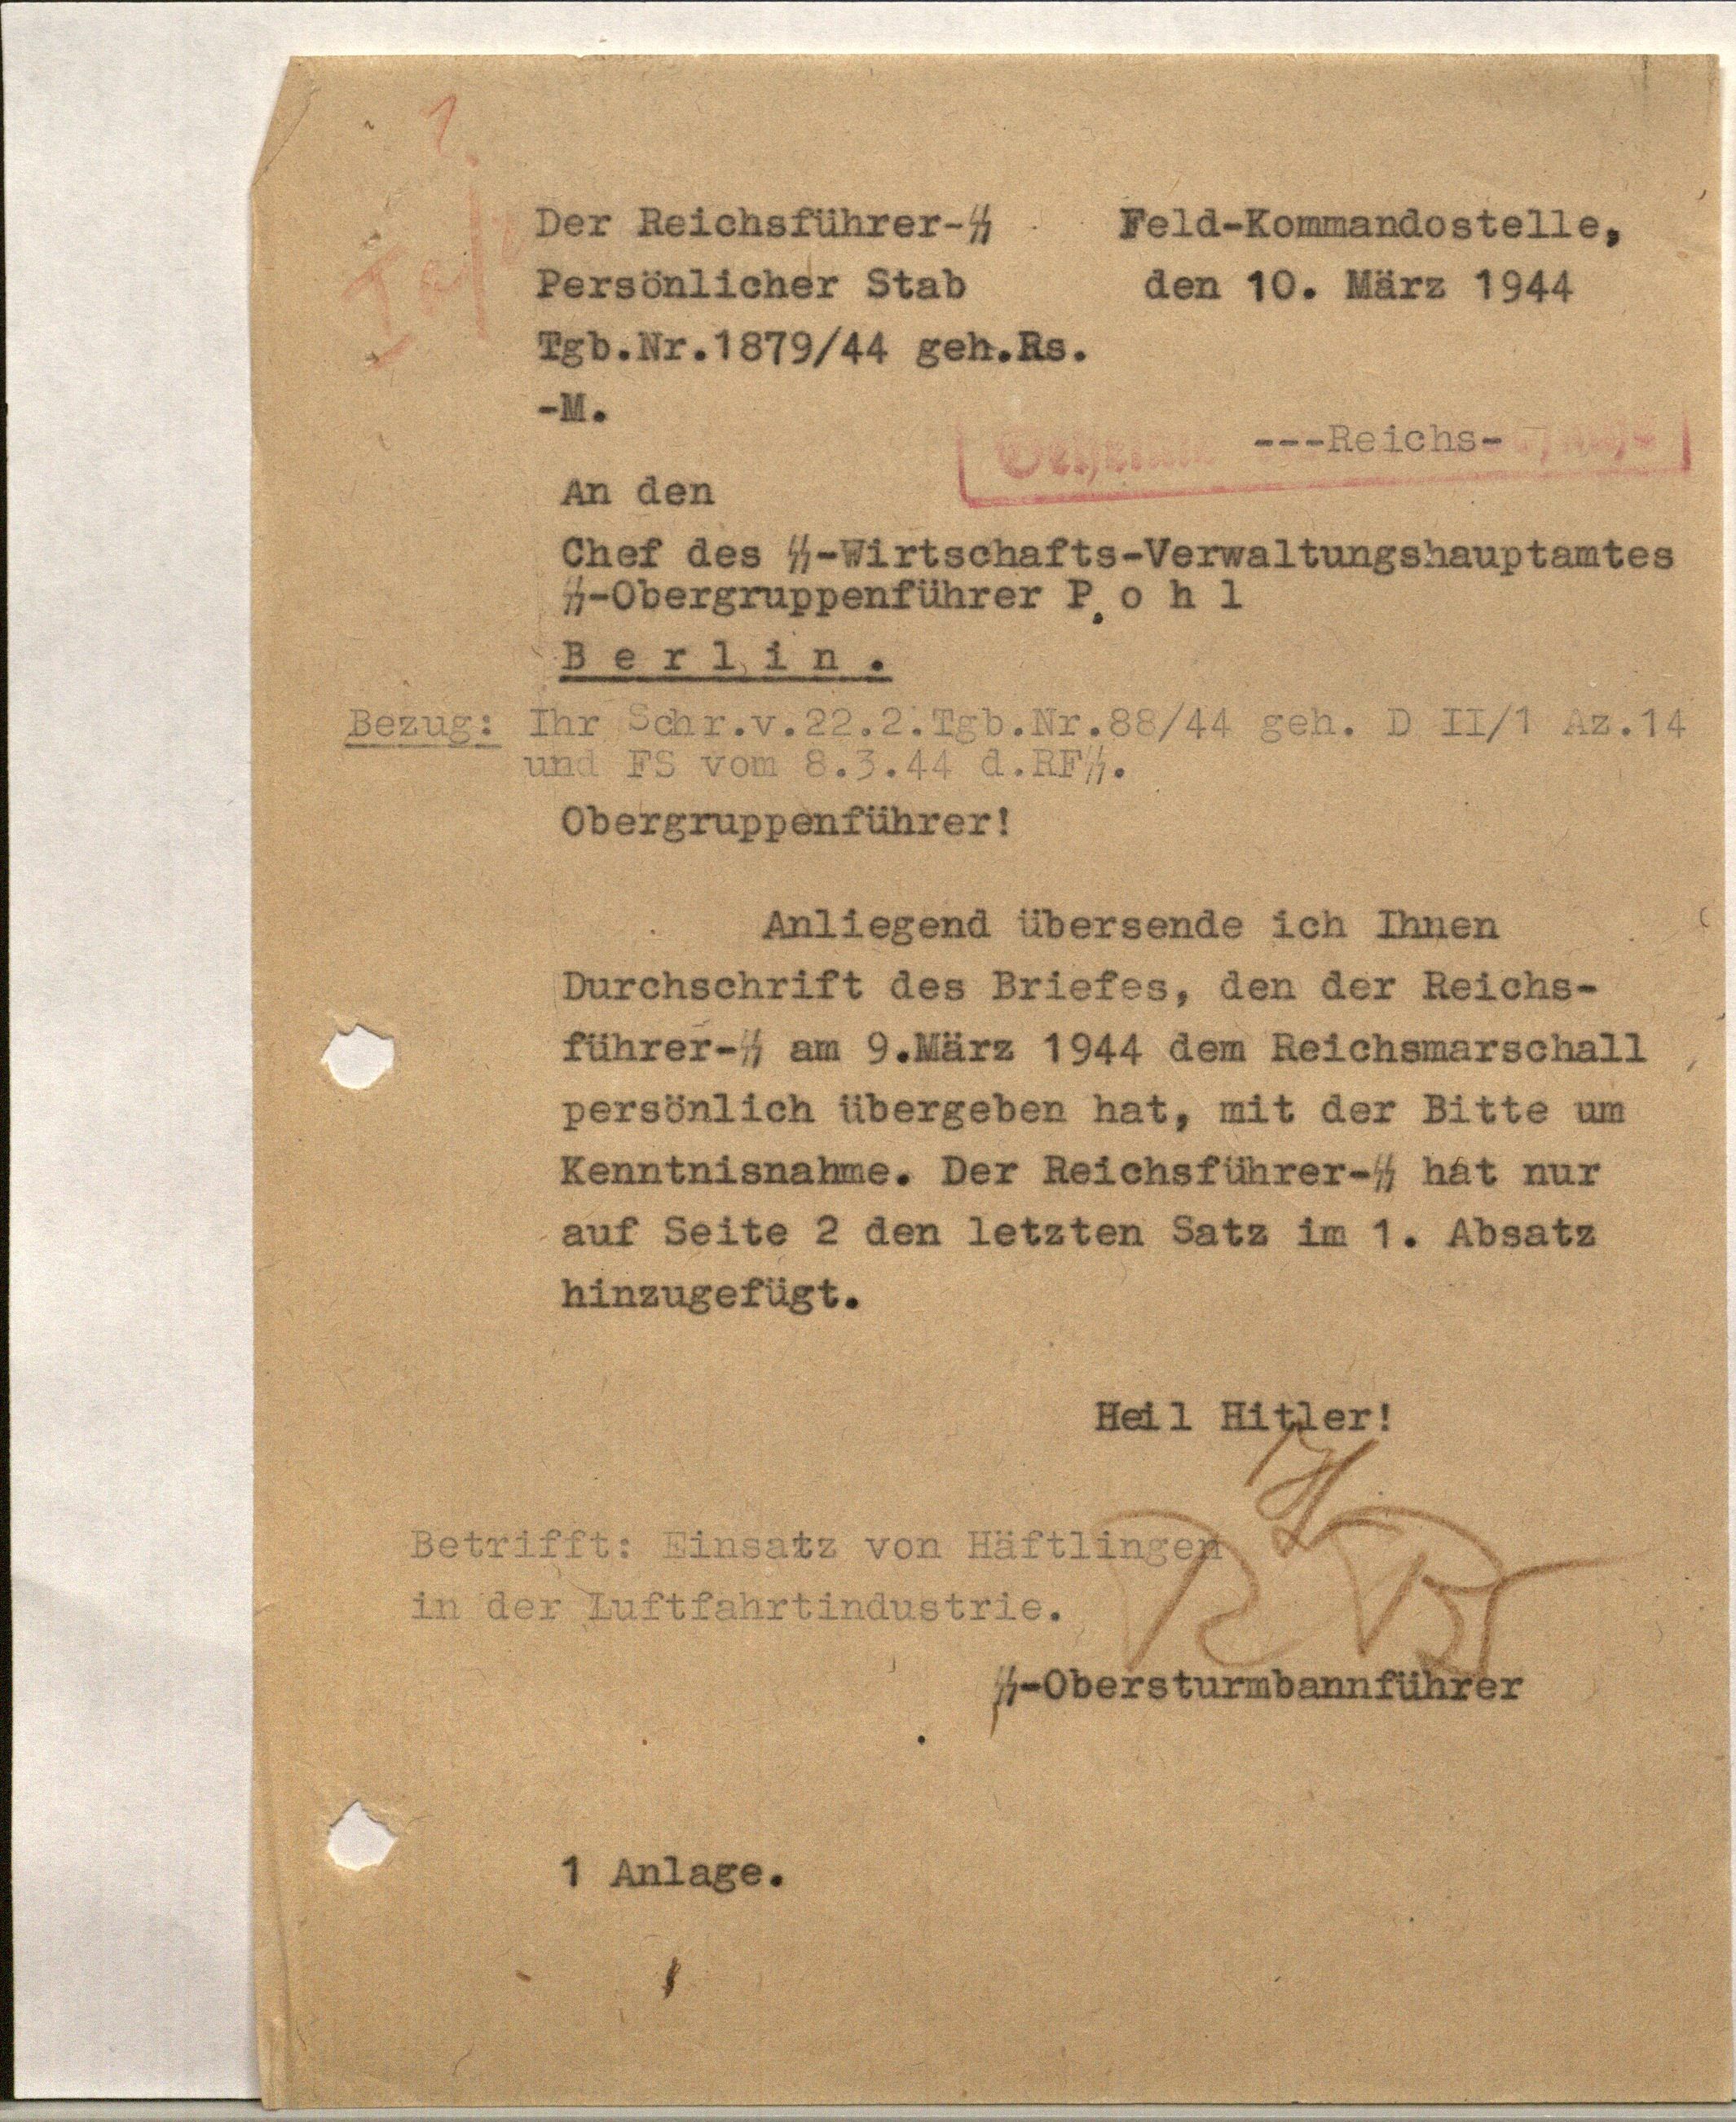 Der Reichsführer-SS Feld-Kommandostelle,
Persönlicher Stab den 10. März 1944
Tgb.Nr.1879/44 geh.Rs.
-M.
---Reichs-
An den
Chef des SS-Wirtschafts-Verwaltungshauptamtes
SS-Obergruppenführer P o h l
B e r l i n .
Bezug: Ihr Schr.v.22.2.Tgb.Nr.88/44 geh. D II/1 Az.14
und FS vom 8.3.44 d.RFSS.
Obergruppenführer!
Anliegend übersende ich Ihnen
Durchschrift des Briefes, den der Reichs-
führer-SS am 9.März 1944 dem Reichsmarschall
persönlich übergeben hat, mit der Bitte um
Kenntnisnahme. Der Reichsführer-SS hat nur
auf Seite 2 den letzten Satz im 1. Absatz
hinzugefügt.
Heil Hitler!
Betrifft: Einsatz von Häftlingen
in der Luftfahrtindustrie.
SS-Obersturmbannführer
1 Anlage.